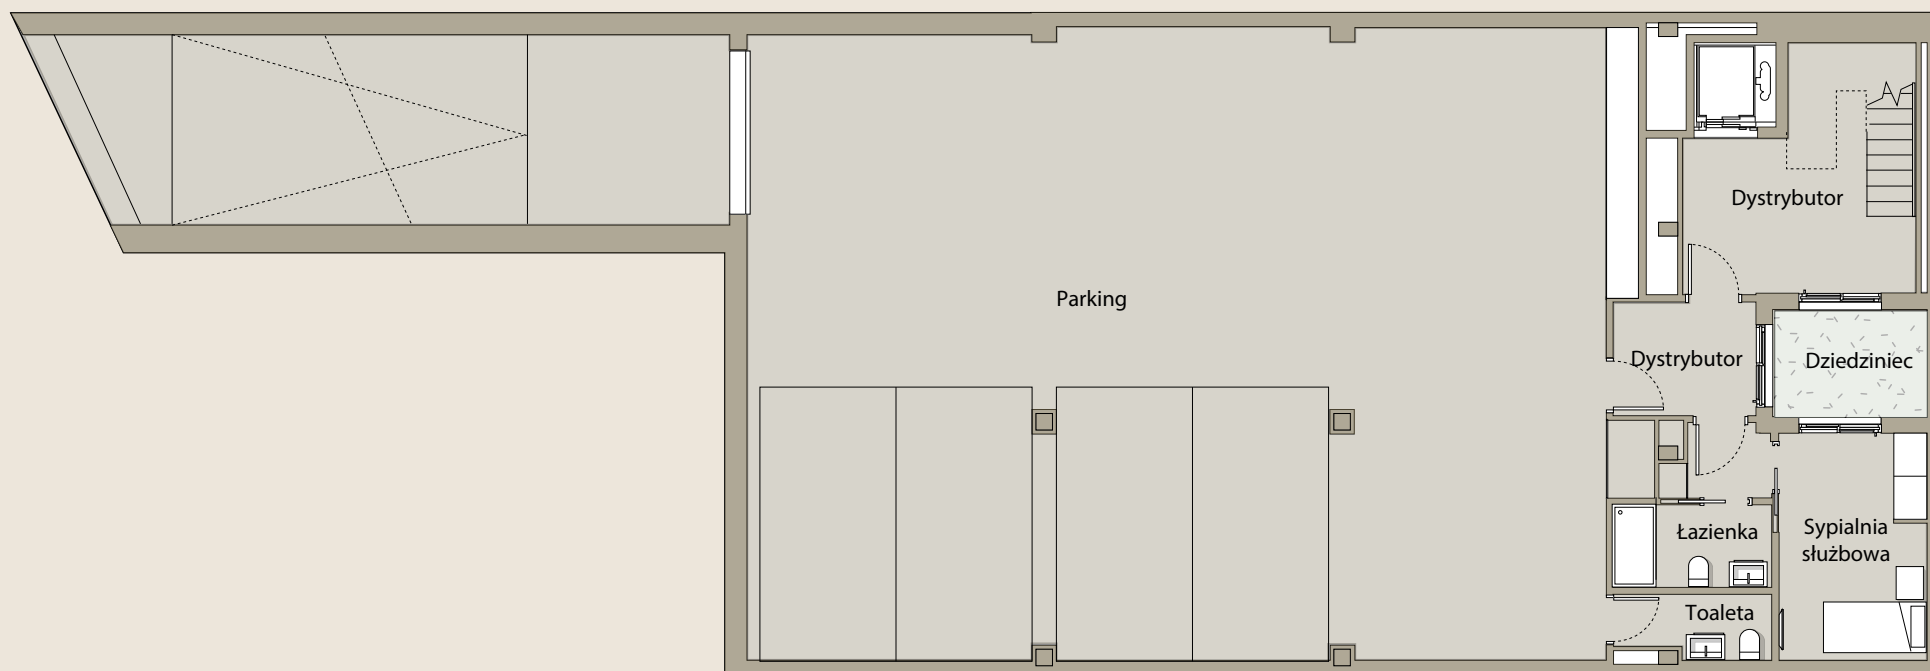 Dystrybutor
Parking
Dystrybutor
Dziedziniec
Łazienka
Sypialnia
służbowa
Toaleta